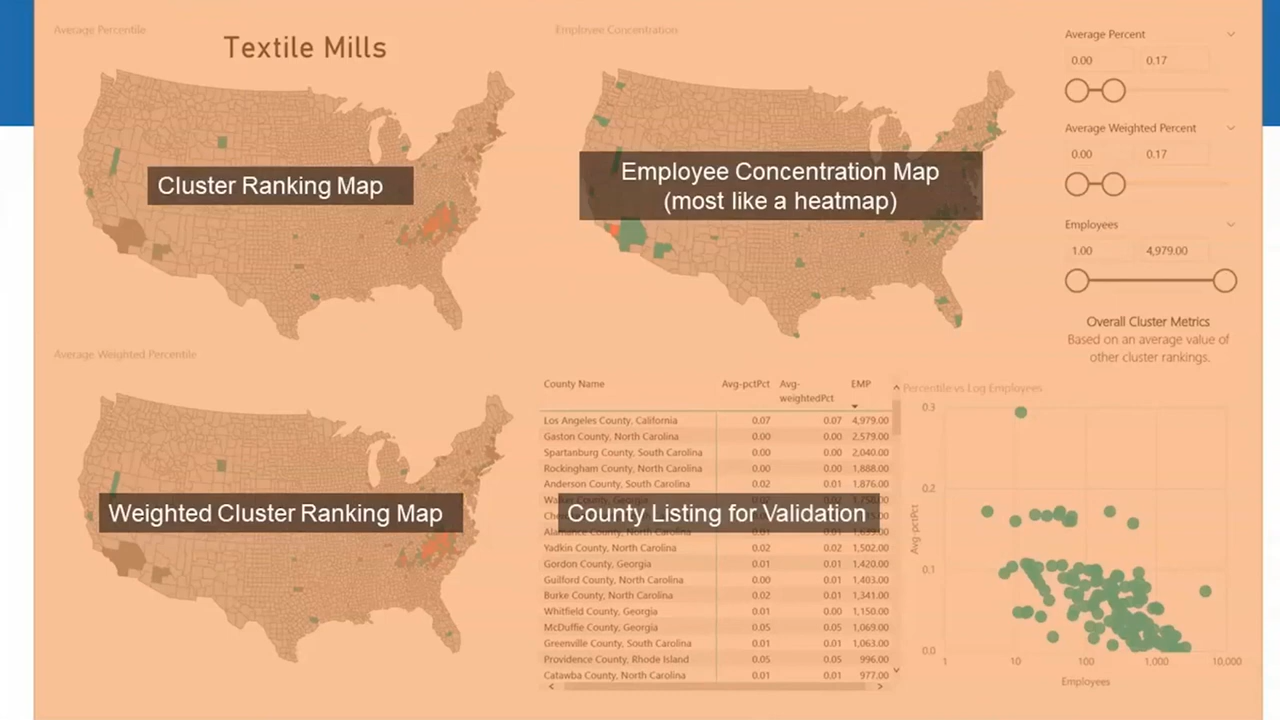 Average Percentile
Textile Mills
Employee Concentration
Cluster Ranking Map
Employee Concentration Map
(most like a heatmap)
Average Percent
0.00 0.17
Average Weighted Percent
0.00 0.17
Employees
1.00 4,979.00
Overall Cluster Metrics
Based on an average value of
other cluster rankings.
Average Weighted Percentile
Weighted Cluster Ranking Map
County Name Avg-pctPct Avg-
weightedPct EMP
Los Angeles County, California 0.07 0.07 4,979.00
Gaston County, North Carolina 0.00 0.00 2,579.00
Spartanburg County, South Carolina 0.00 0.00 2,040.00
Rockingham County, North Carolina 0.00 0.01 1,888.00
Anderson County, South Carolina 0.02 0.01 1,876.00
County Listing for Validation
Yadkin County, North Carolina 0.02 0.02 1,502.00
Gordon County, Georgia 0.01 0.01 1,420.00
Guilford County, North Carolina 0.00 0.01 1,403.00
Burke County, North Carolina 0.02 0.01 1,341.00
Whitfield County, Georgia 0.01 0.00 1,150.00
McDuffie County, Georgia 0.05 0.05 1,069.00
Greenville County, South Carolina 0.01 0.01 1,063.00
Providence County, Rhode Island 0.05 0.05 996.00
Catawba County, North Carolina 0.01 0.01 977.00
Percentile vs Log Employees
Avg-pctPct
0.3
0.2
0.1
0.0
1 10 100 1,000 10,000
Employees